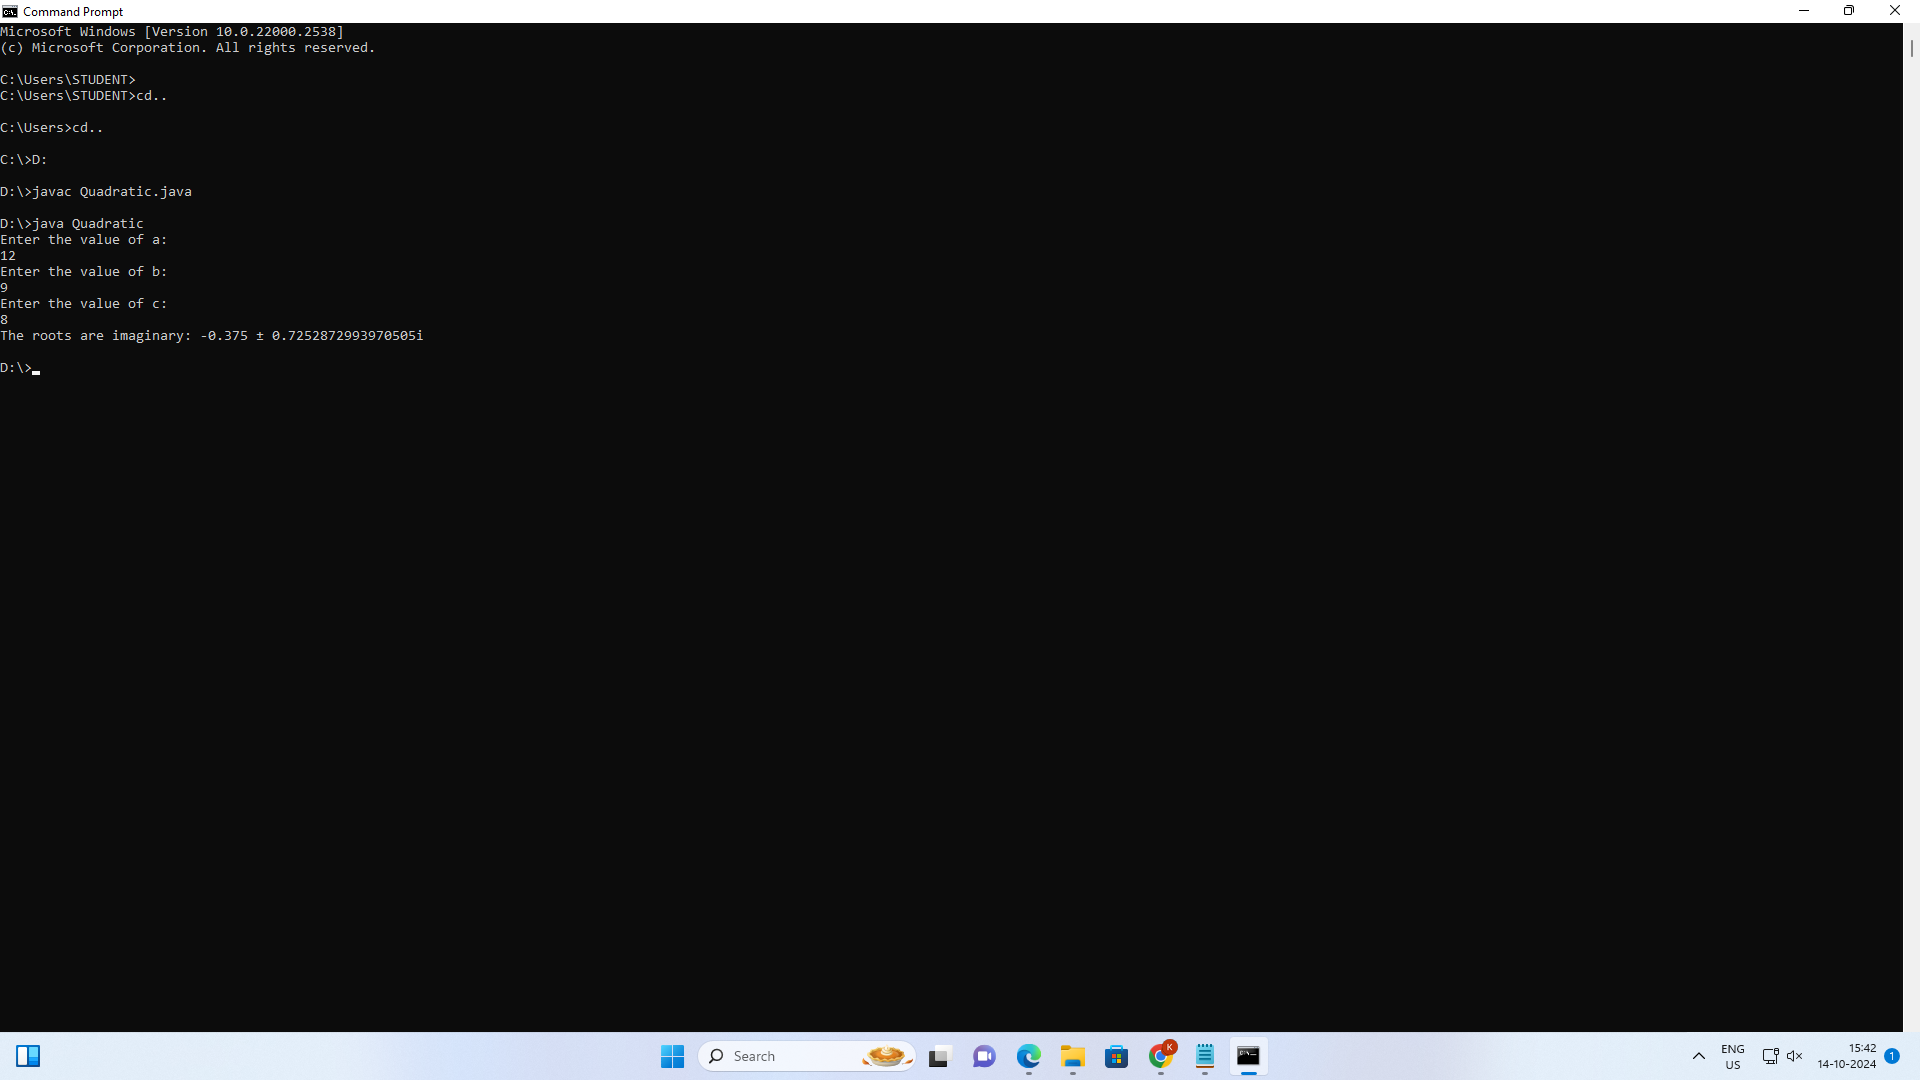 Command Prompt
Microsoft Windows [Version 10.0.22000.2538]
(c) Microsoft Corporation. All rights reserved.
C:\Users\STUDENT>
C:\Users\STUDENT>cd..
C:\Users>cd..
C:\>D:
D:\>javac Quadratic.java
D:\>java Quadratic
Enter the value of a:
12
Enter the value of b:
9
Enter the value of c:
8
The roots are imaginary: -0.375 ± 0.7252872993970505i
D:\>
Search
K
ENG
US
15:42
14-10-2024
1